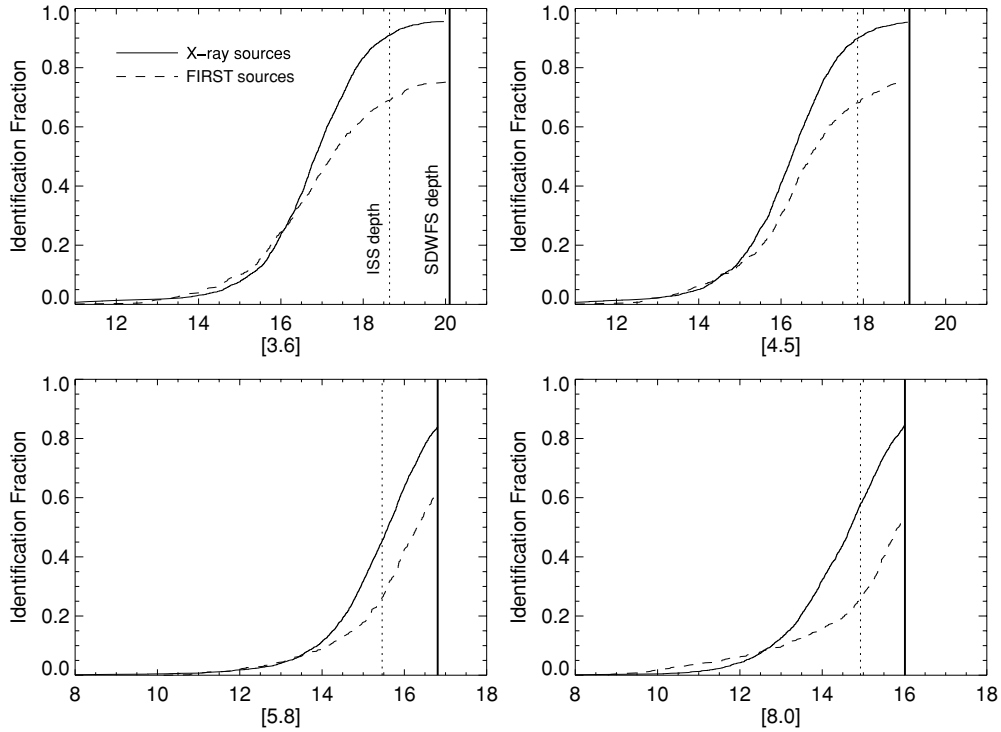 1.0
0.8
0.6
0.4
0.2
0.0
Identification Fraction
X−ray sources
FIRST sources
ISS depth
SDWFS depth
12 14 16 18 20
[3.6]
1.0
0.8
0.6
0.4
0.2
0.0
Identification Fraction
12 14 16 18 20
[4.5]
1.0
0.8
0.6
0.4
0.2
0.0
Identification Fraction
8 10 12 14 16 18
[5.8]
1.0
0.8
0.6
0.4
0.2
0.0
Identification Fraction
8 10 12 14 16 18
[8.0]